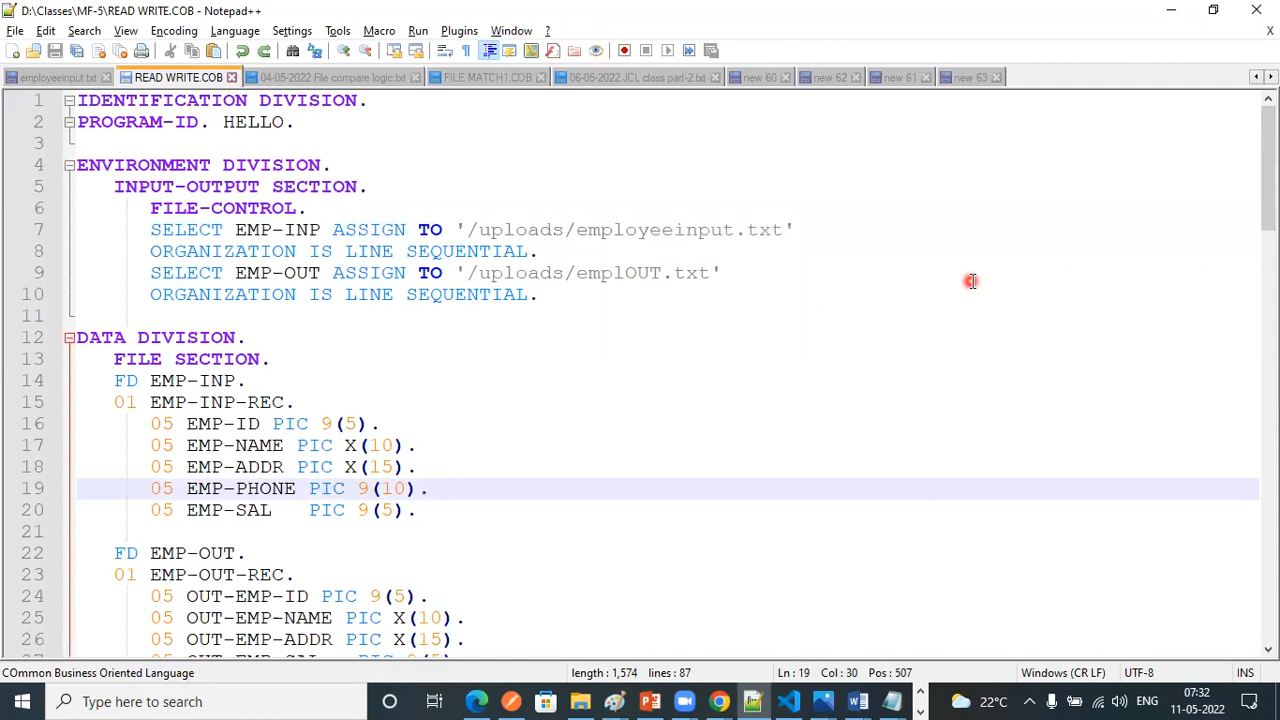 D:\Classes\MF-5\READ WRITE.COB - Notepad++
File Edit Search View Encoding Language Settings Tools Macro Run Plugins Window ? X
employeeinput.txt READ WRITE.COB 04-05-2022 File compare logic.txt FILE MATCH1.COB 06-05-2022 JCL class part-2.txt new 60 new 62 new 61 new 63
1 IDENTIFICATION DIVISION.
2 PROGRAM-ID. HELLO.
3
4 ENVIRONMENT DIVISION.
5 INPUT-OUTPUT SECTION.
6 FILE-CONTROL.
7 SELECT EMP-INP ASSIGN TO '/uploads/employeeinput.txt'
8 ORGANIZATION IS LINE SEQUENTIAL.
9 SELECT EMP-OUT ASSIGN TO '/uploads/emplOUT.txt'
10 ORGANIZATION IS LINE SEQUENTIAL.
11
12 DATA DIVISION.
13 FILE SECTION.
14 FD EMP-INP.
15 01 EMP-INP-REC.
16 05 EMP-ID PIC 9(5).
17 05 EMP-NAME PIC X(10).
18 05 EMP-ADDR PIC X(15).
19 05 EMP-PHONE PIC 9(10).
20 05 EMP-SAL PIC 9(5).
21
22 FD EMP-OUT.
23 01 EMP-OUT-REC.
24 05 OUT-EMP-ID PIC 9(5).
25 05 OUT-EMP-NAME PIC X(10).
26 05 OUT-EMP-ADDR PIC X(15).
COmmon Business Oriented Language length : 1,574 lines : 87 Ln : 19 Col : 30 Pos : 507 Windows (CR LF) UTF-8 INS
Type here to search 22°C ENG 07:32
11-05-2022